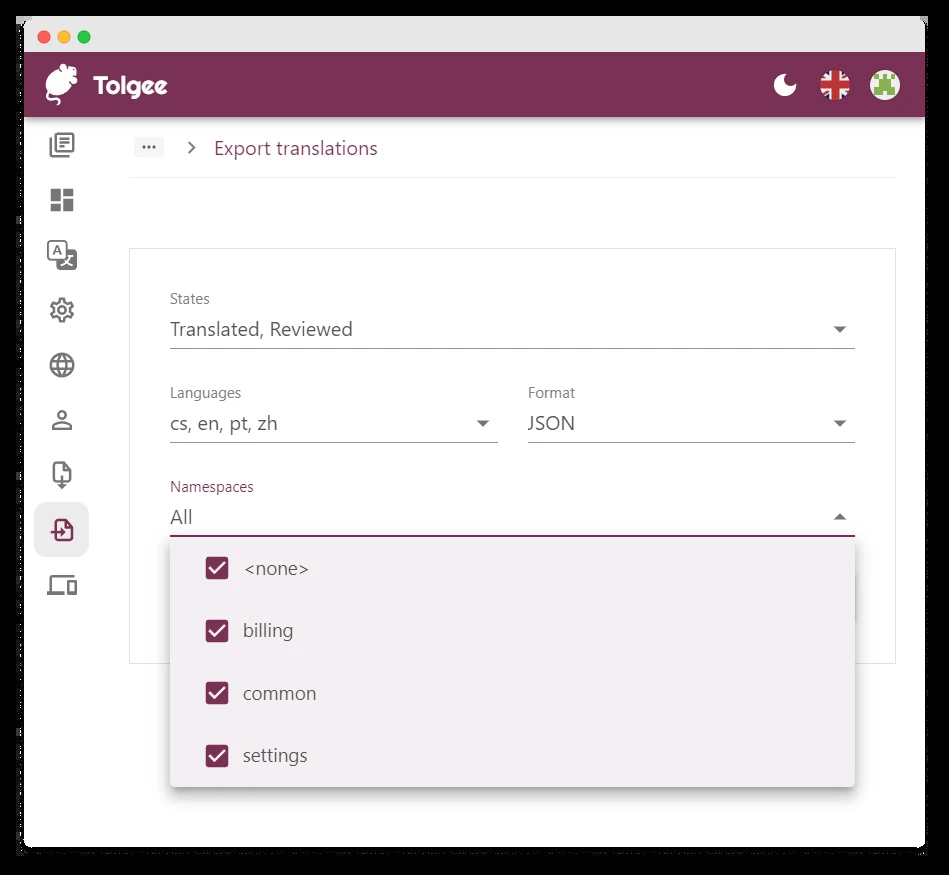 Tolgee
... > Export translations
States
Translated, Reviewed
Languages Format
cs, en, pt, zh JSON
Namespaces
All
<none>
billing
common
settings